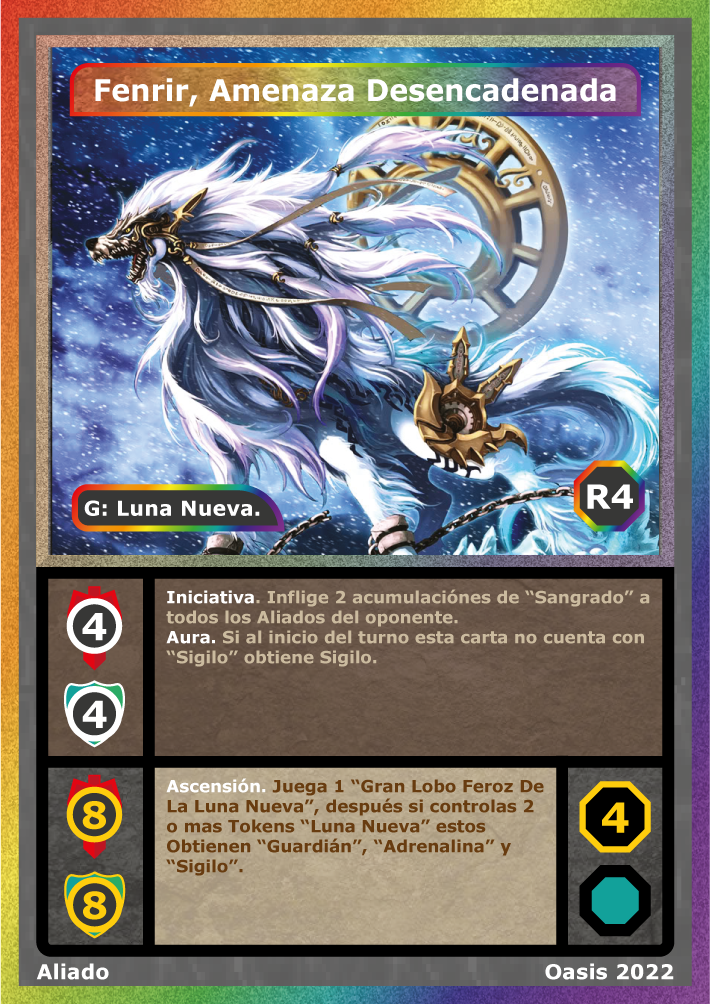 Fenrir, Amenaza Desencadenada
G: Luna Nueva.
R4
4
Iniciativa. Inflige 2 acumulaciónes de “Sangrado” a
todos los Aliados del oponente.
Aura. Si al inicio del turno esta carta no cuenta con
“Sigilo” obtiene Sigilo.
4
8
Ascensión. Juega 1 “Gran Lobo Feroz De
La Luna Nueva”, después si controlas 2
o mas Tokens “Luna Nueva” estos
Obtienen “Guardián”, “Adrenalina” y
“Sigilo”.
4
8
Aliado
Oasis 2022